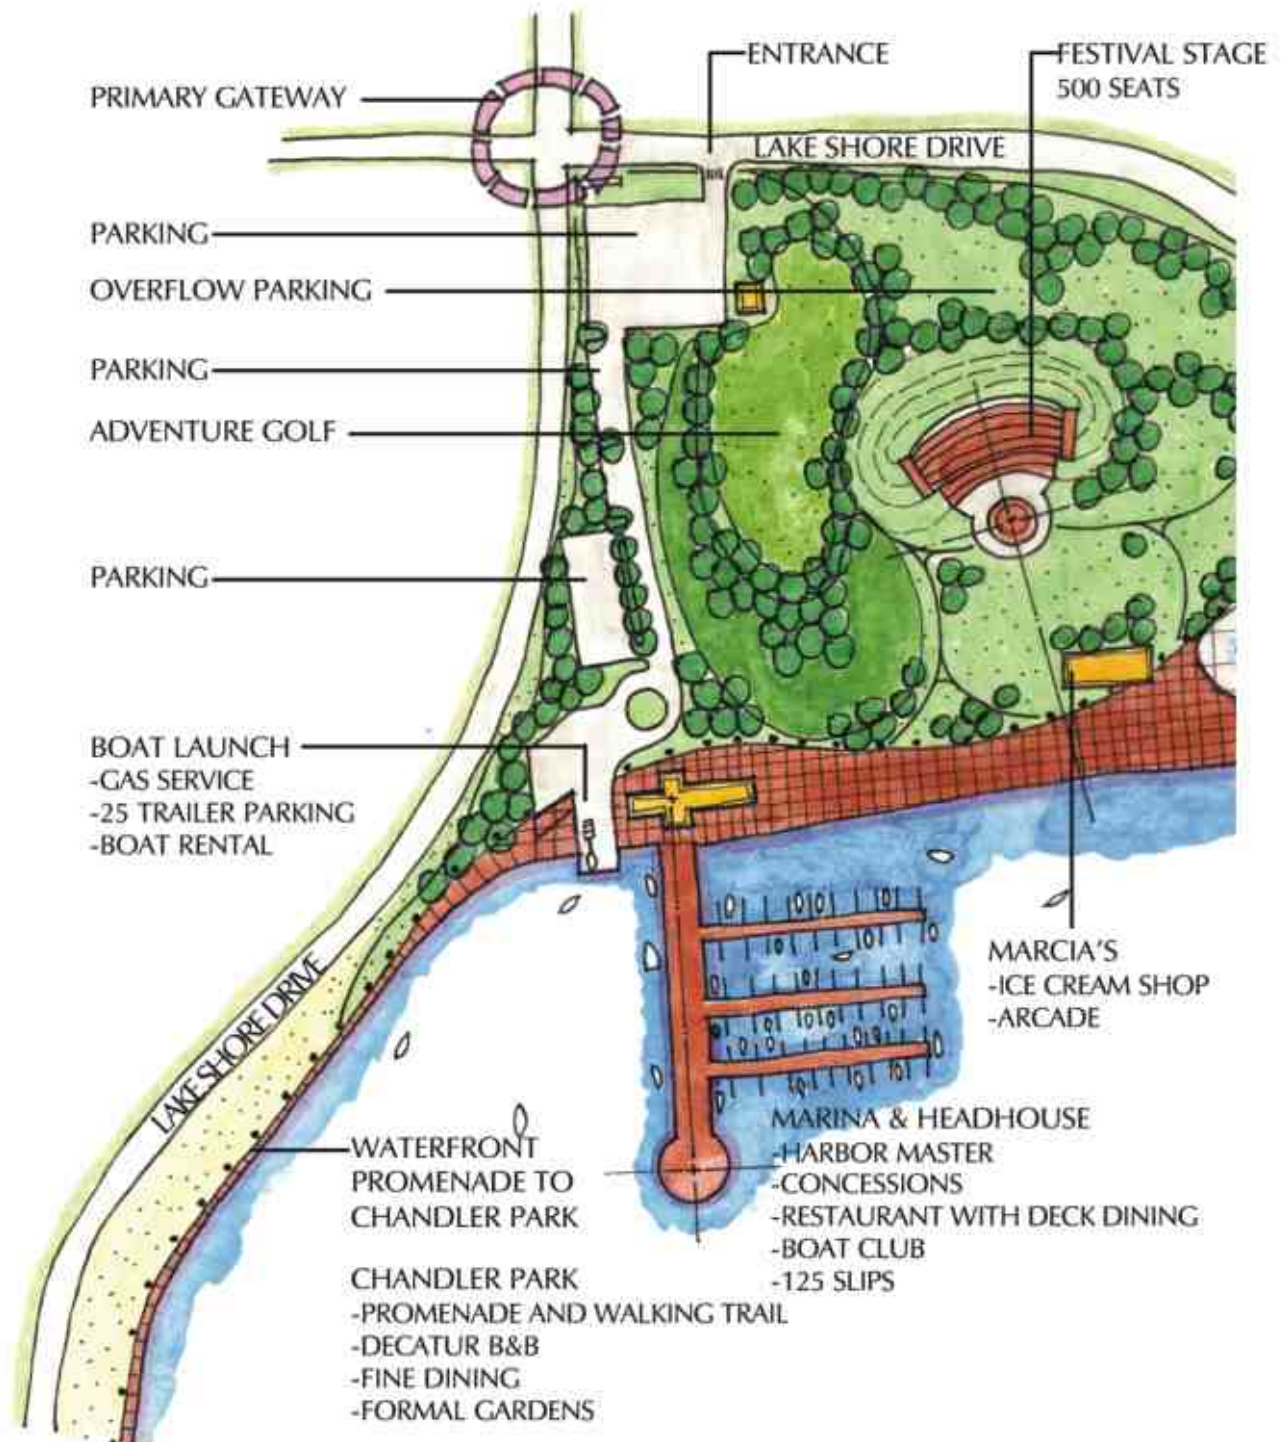 ENTRANCE
FESTIVAL STAGE
500 SEATS
PRIMARY GATEWAY
LAKE SHORE DRIVE
PARKING
OVERFLOW PARKING
PARKING
ADVENTURE GOLF
PARKING
BOAT LAUNCH
-GAS SERVICE
-25 TRAILER PARKING
-BOAT RENTAL
MARCIA'S
-ICE CREAM SHOP
-ARCADE
LAKE SHORE DRIVE
WATERFRONT
PROMENADE TO
CHANDLER PARK
MARINA & HEADHOUSE
-HARBOR MASTER
-CONCESSIONS
-RESTAURANT WITH DECK DINING
-BOAT CLUB
-125 SLIPS
CHANDLER PARK
-PROMENADE AND WALKING TRAIL
-DECATUR B&B
-FINE DINING
-FORMAL GARDENS